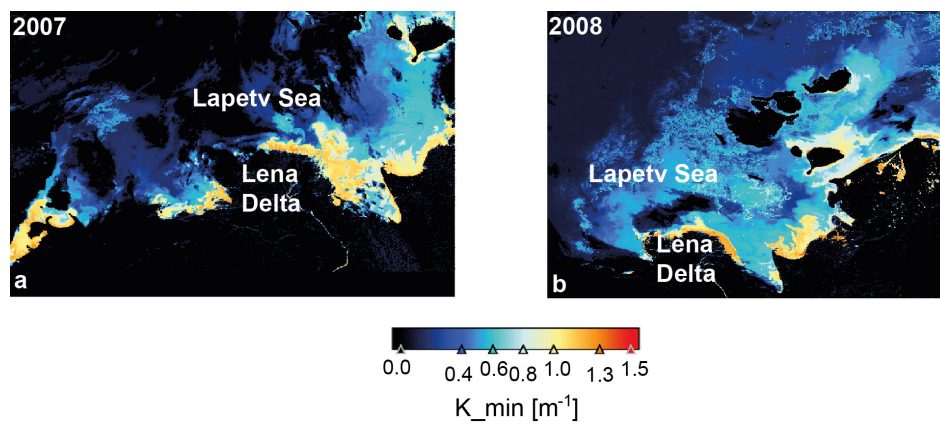 2007
Lapetv Sea
Lena
Delta
a
2008
Lapetv Sea
Lena
Delta
b
0.0 0.4 0.6 0.8 1.0 1.3 1.5
K_min [m⁻¹]